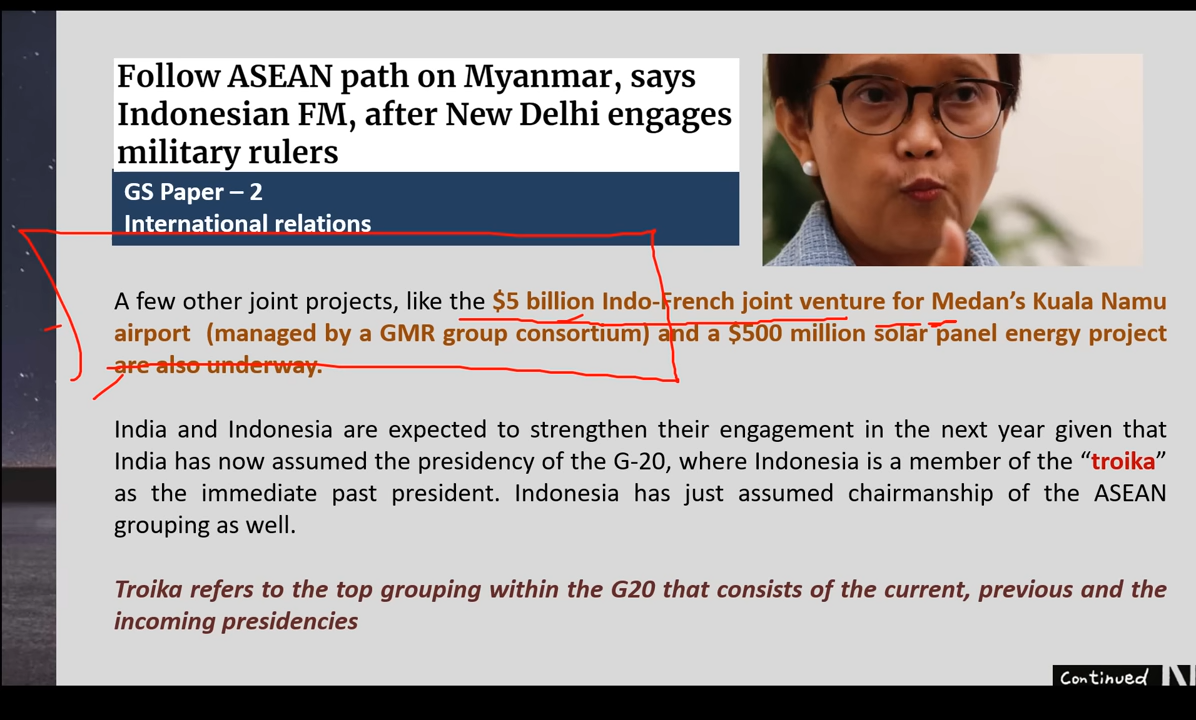 Follow ASEAN path on Myanmar, says
Indonesian FM, after New Delhi engages
military rulers
GS Paper – 2
International relations
A few other joint projects, like the $5 billion Indo-French joint venture for Medan's Kuala Namu
airport (managed by a GMR group consortium) and a $500 million solar panel energy project
are also underway.
India and Indonesia are expected to strengthen their engagement in the next year given that
India has now assumed the presidency of the G-20, where Indonesia is a member of the “troika”
as the immediate past president. Indonesia has just assumed chairmanship of the ASEAN
grouping as well.
Troika refers to the top grouping within the G20 that consists of the current, previous and the
incoming presidencies
Continued